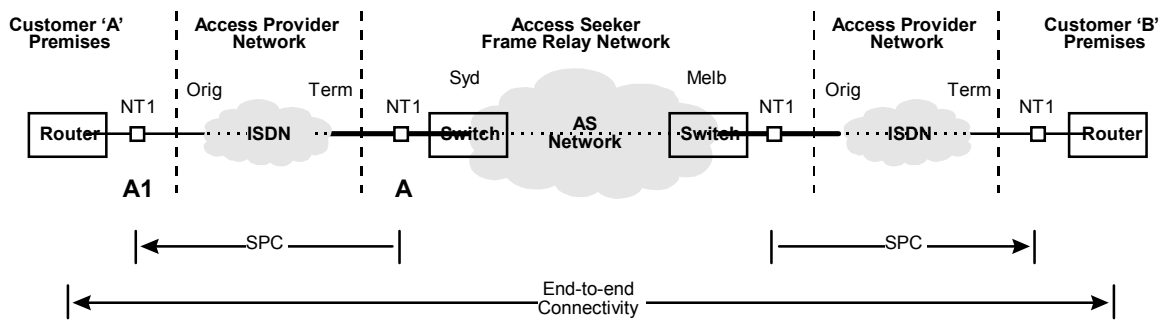 Customer ‘A’
Premises
Access Provider
Network
Access Seeker
Frame Relay Network
Access Provider
Network
Customer ‘B’
Premises
Syd
Melb
Orig
Term
Orig
Term
NT1
NT1
NT1
NT1
Router
ISDN
Switch
AS
Network
Switch
ISDN
Router
A1
A
SPC
SPC
End-to-end
Connectivity